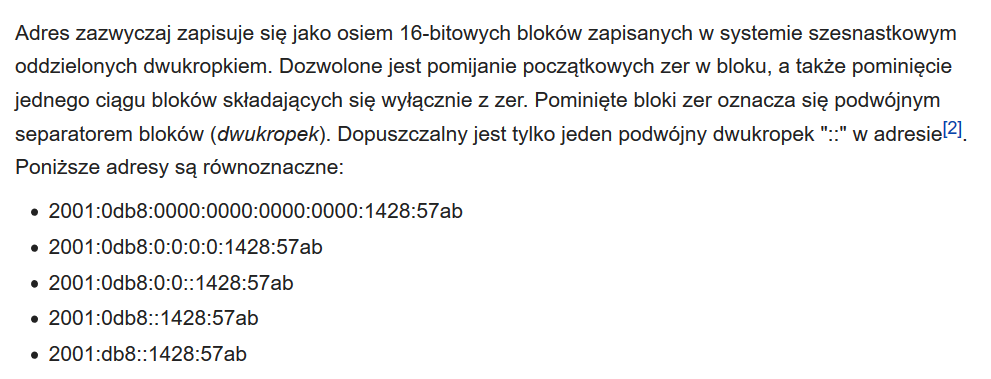 Adres zazwyczaj zapisuje się jako osiem 16-bitowych bloków zapisanych w systemie szesnastkowym
oddzielonych dwukropkiem. Dozwolone jest pomijanie początkowych zer w bloku, a także pominięcie
jednego ciągu bloków składających się wyłącznie z zer. Pominięte bloki zer oznacza się podwójnym
separatorem bloków (dwukropek). Dopuszczalny jest tylko jeden podwójny dwukropek "::" w adresie[2].
Poniższe adresy są równoznaczne:
• 2001:0db8:0000:0000:0000:0000:1428:57ab
• 2001:0db8:0:0:0:0:1428:57ab
• 2001:0db8:0:0::1428:57ab
• 2001:0db8::1428:57ab
• 2001:db8::1428:57ab